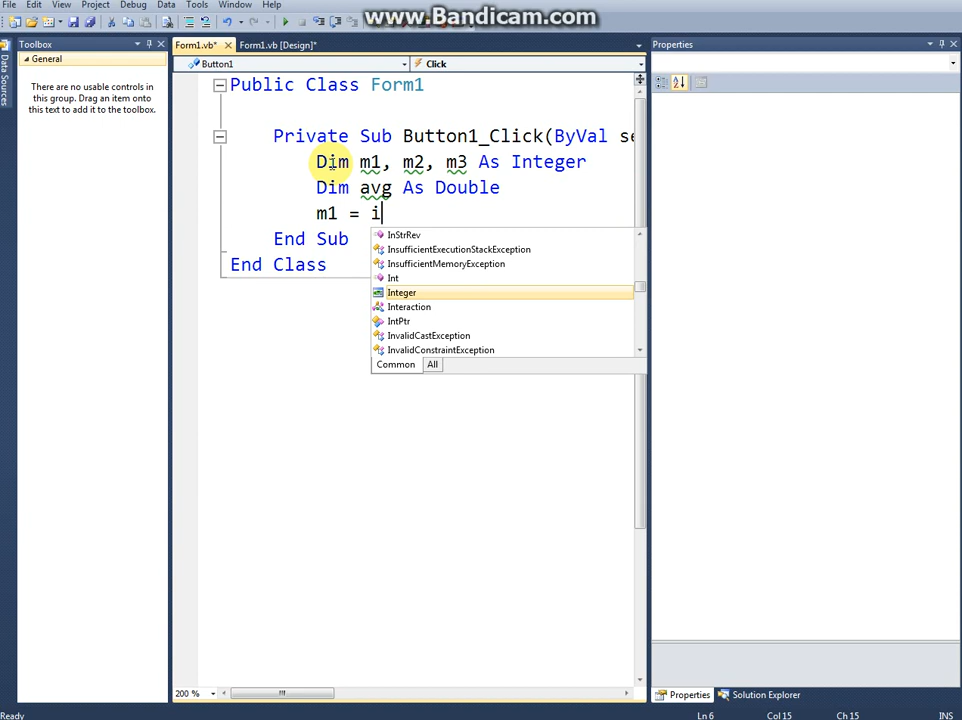 File Edit View Project Debug Data Tools Window Help
www.Bandicam.com
Toolbox
Form1.vb*
Form1.vb [Design]*
Properties
Data Sources
General
Button1
Click
There are no usable controls in
this group. Drag an item onto
this text to add it to the toolbox.
Public Class Form1
Private Sub Button1_Click(ByVal se
Dim m1, m2, m3 As Integer
Dim avg As Double
m1 = i
End Sub
End Class
InStrRev
InsufficientExecutionStackException
InsufficientMemoryException
Int
Integer
Interaction
IntPtr
InvalidCastException
InvalidConstraintException
Common All
200 %
Properties Solution Explorer
Ready
Ln 6
Col 15
Ch 15
INS